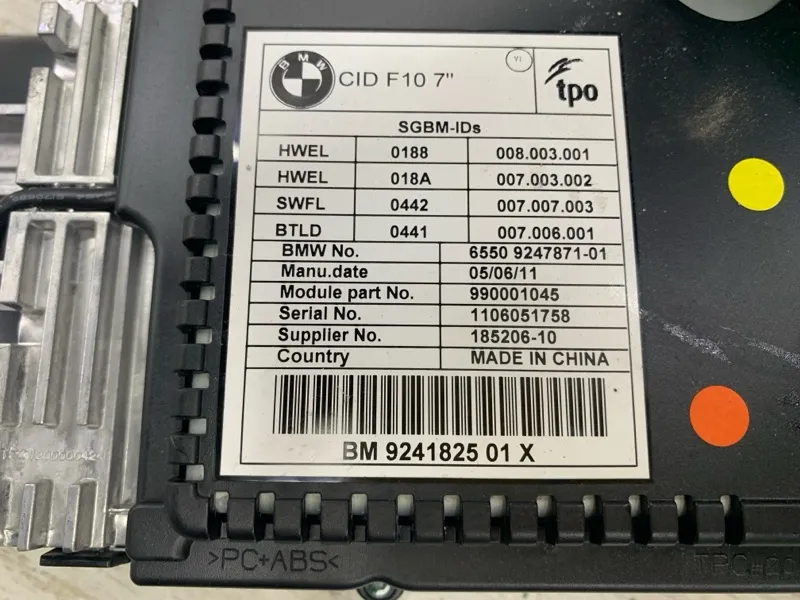 BMW CID F10 7" YI tpo
SGBM-IDs
HWEL 0188 008.003.001
HWEL 018A 007.003.002
SWFL 0442 007.007.003
BTLD 0441 007.006.001
BMW No. 6550 9247871-01
Manu.date 05/06/11
Module part No. 990001045
Serial No. 1106051758
Supplier No. 185206-10
Country MADE IN CHINA
BM 9241825 01 X
>PC+ABS<